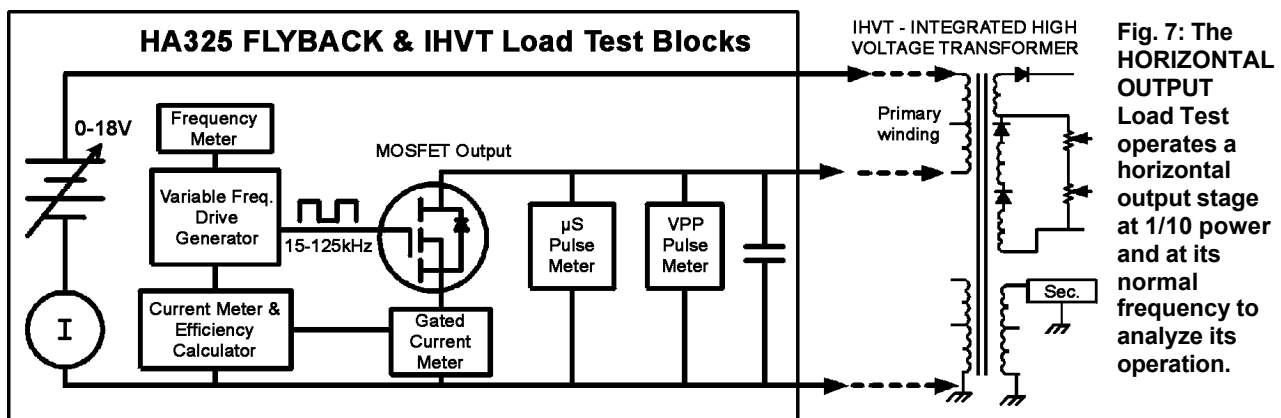 HA325 FLYBACK & IHVT Load Test Blocks
0-18V
I
Frequency
Meter
Variable Freq.
Drive
Generator
15-125kHz
MOSFET Output
Current Meter &
Efficiency
Calculator
Gated
Current
Meter
µS
Pulse
Meter
VPP
Pulse
Meter
IHVT - INTEGRATED HIGH
VOLTAGE TRANSFORMER
Primary
winding
Sec.
Fig. 7: The
HORIZONTAL
OUTPUT
Load Test
operates a
horizontal
output stage
at 1/10 power
and at its
normal
frequency to
analyze its
operation.